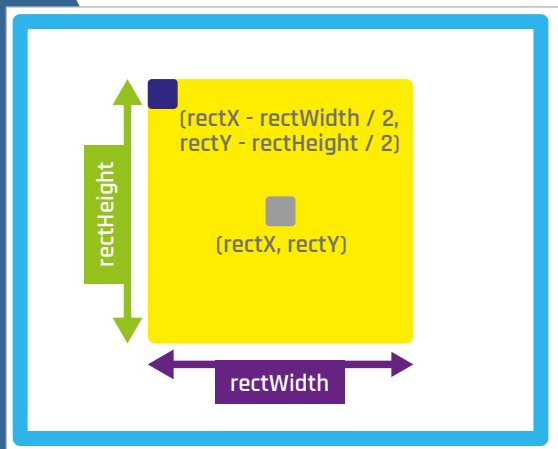 (rectX - rectWidth / 2,
rectY - rectHeight / 2)
rectHeight
(rectX, rectY)
rectWidth